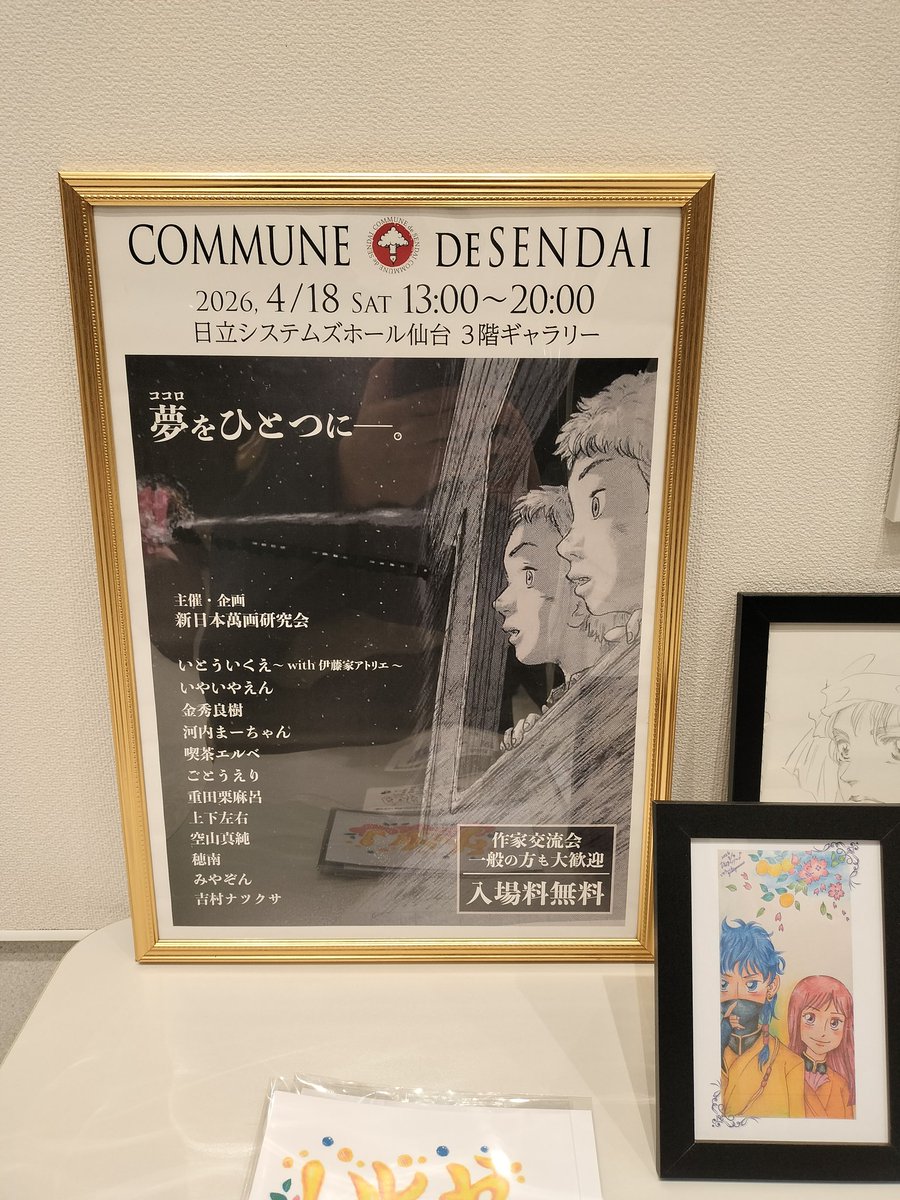 COMMUNE DE SENDAI
2026, 4/18 SAT 13:00～20:00
日立システムズホール仙台 3階ギャラリー
ココロ
夢をひとつに―。
主催・企画
新日本萬画研究会
いとういくえ～with 伊藤家アトリエ～
いやいやえん
金秀良樹
河内まーちゃん
喫茶エルベ
ごとうえり
重田栗麻呂
上下左右
空山真純
穂南
みやぞん
吉村ナツクサ
作家交流会
一般の方も大歓迎
入場料無料